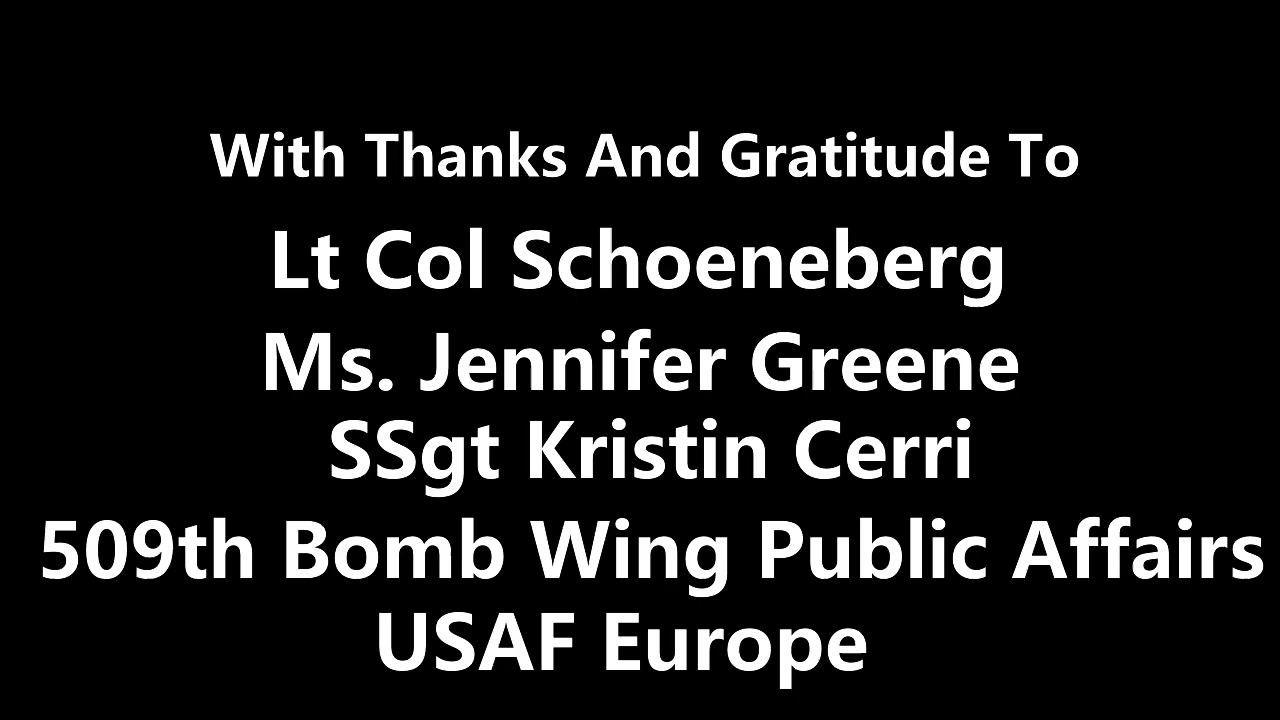 With Thanks And Gratitude To
Lt Col Schoeneberg
Ms. Jennifer Greene
SSgt Kristin Cerri
509th Bomb Wing Public Affairs
USAF Europe